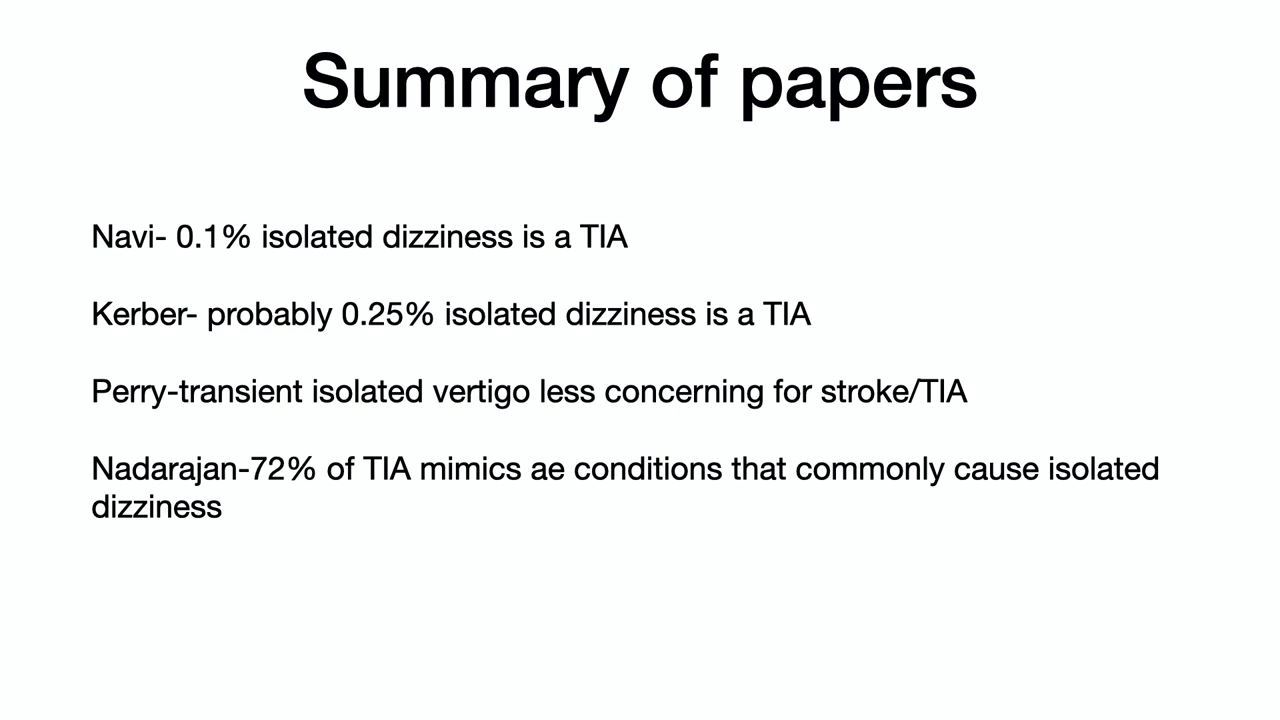 Summary of papers
Navi- 0.1% isolated dizziness is a TIA
Kerber- probably 0.25% isolated dizziness is a TIA
Perry-transient isolated vertigo less concerning for stroke/TIA
Nadarajan-72% of TIA mimics ae conditions that commonly cause isolated
dizziness